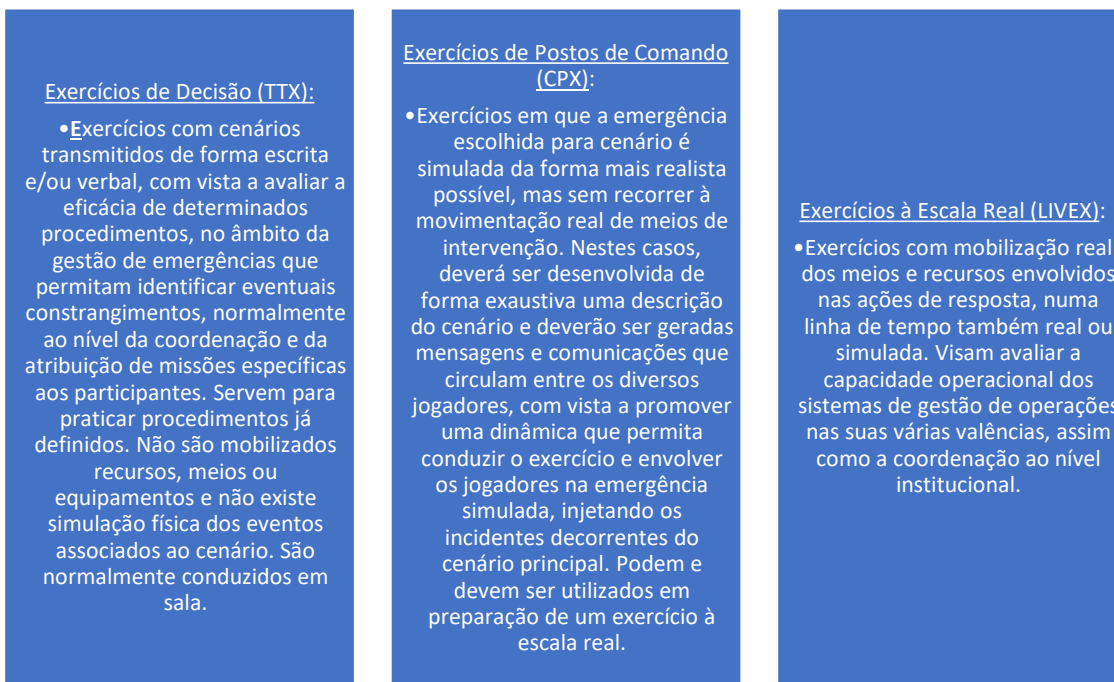 Exercícios de Decisão (TTX):
•Exercícios com cenários
transmitidos de forma escrita
e/ou verbal, com vista a avaliar a
eficácia de determinados
procedimentos, no âmbito da
gestão de emergências que
permitam identificar eventuais
constrangimentos, normalmente
ao nível da coordenação e da
atribuição de missões específicas
aos participantes. Servem para
praticar procedimentos já
definidos. Não são mobilizados
recursos, meios ou
equipamentos e não existe
simulação física dos eventos
associados ao cenário. São
normalmente conduzidos em
sala.
Exercícios de Postos de Comando
(CPX):
•Exercícios em que a emergência
escolhida para cenário é
simulada da forma mais realista
possível, mas sem recorrer à
movimentação real de meios de
intervenção. Nestes casos,
deverá ser desenvolvida de
forma exaustiva uma descrição
do cenário e deverão ser geradas
mensagens e comunicações que
circulam entre os diversos
jogadores, com vista a promover
uma dinâmica que permita
conduzir o exercício e envolver
os jogadores na emergência
simulada, injetando os
incidentes decorrentes do
cenário principal. Podem e
devem ser utilizados em
preparação de um exercício à
escala real.
Exercícios à Escala Real (LIVEX):
•Exercícios com mobilização real
dos meios e recursos envolvidos
nas ações de resposta, numa
linha de tempo também real ou
simulada. Visam avaliar a
capacidade operacional dos
sistemas de gestão de operações
nas suas várias valências, assim
como a coordenação ao nível
institucional.